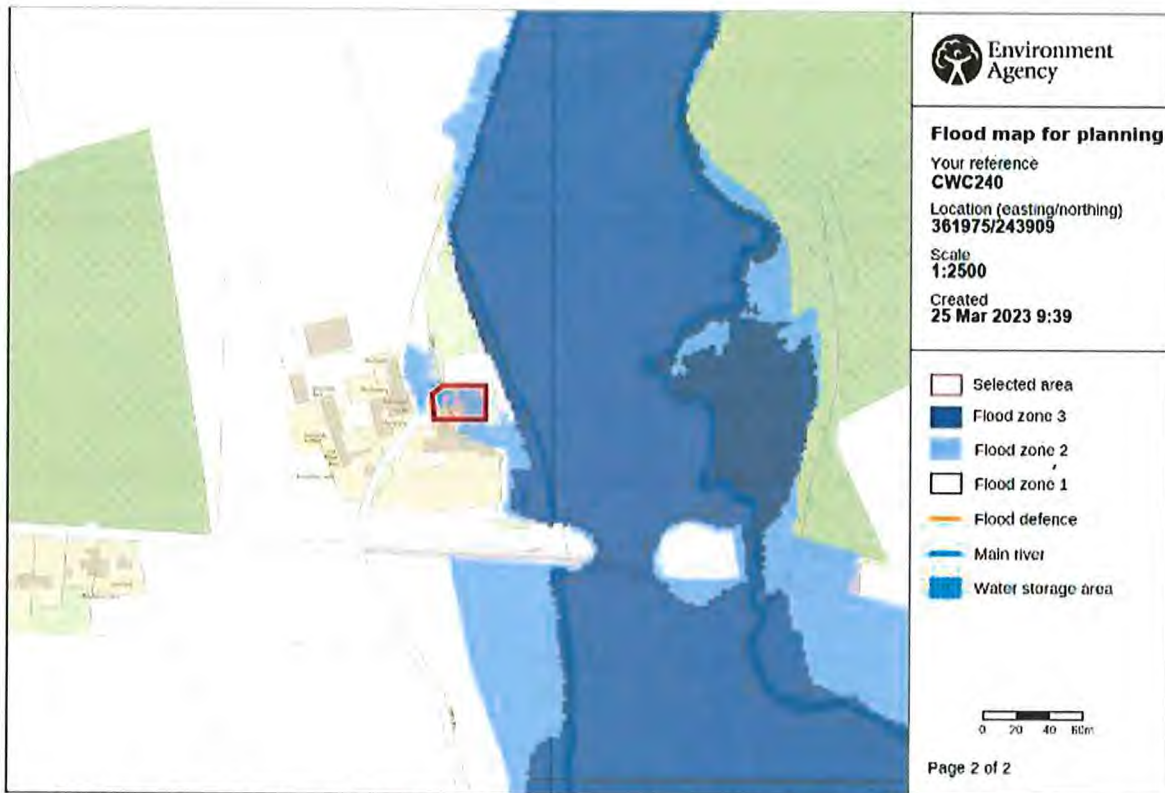 Environment
Agency
Flood map for planning
Your reference
CWC240
Location (easting/northing)
361975/243909
Scale
1:2500
Created
25 Mar 2023 9:39
Selected area
Flood zone 3
Flood zone 2
Flood zone 1
Flood defence
Main river
Water storage area
0 20 40 60m
Page 2 of 2